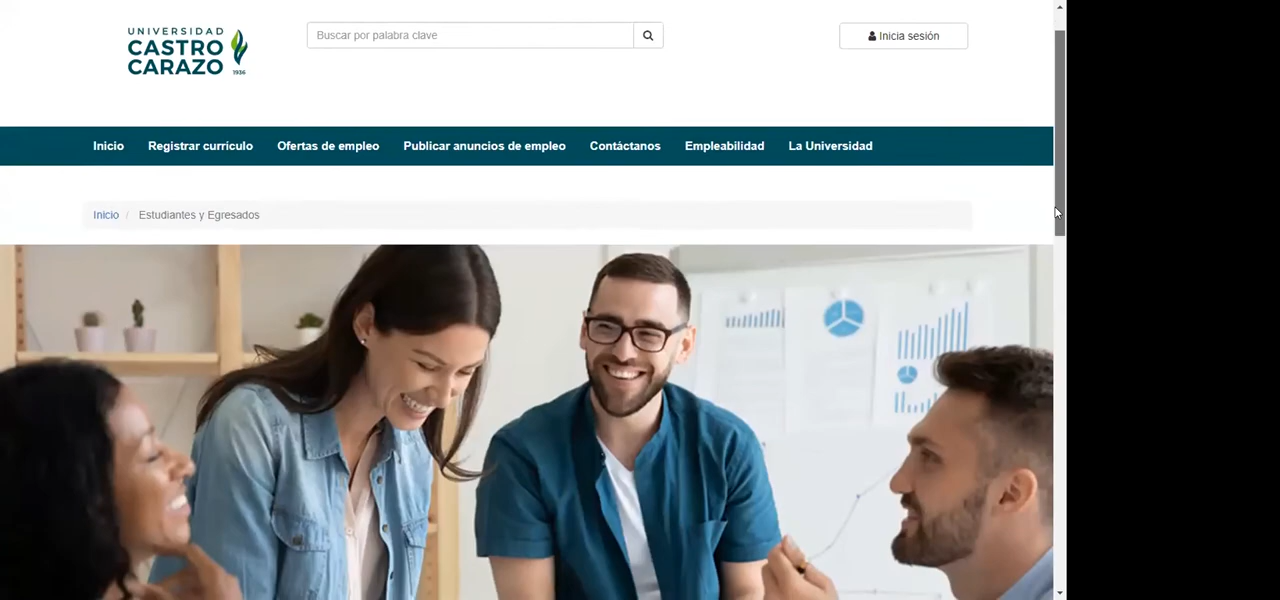 UNIVERSIDAD
CASTRO
CARAZO
1936
Buscar por palabra clave
Inicia sesión
Inicio Registrar curriculo Ofertas de empleo Publicar anuncios de empleo Contáctanos Empleabilidad La Universidad
Inicio / Estudiantes y Egresados